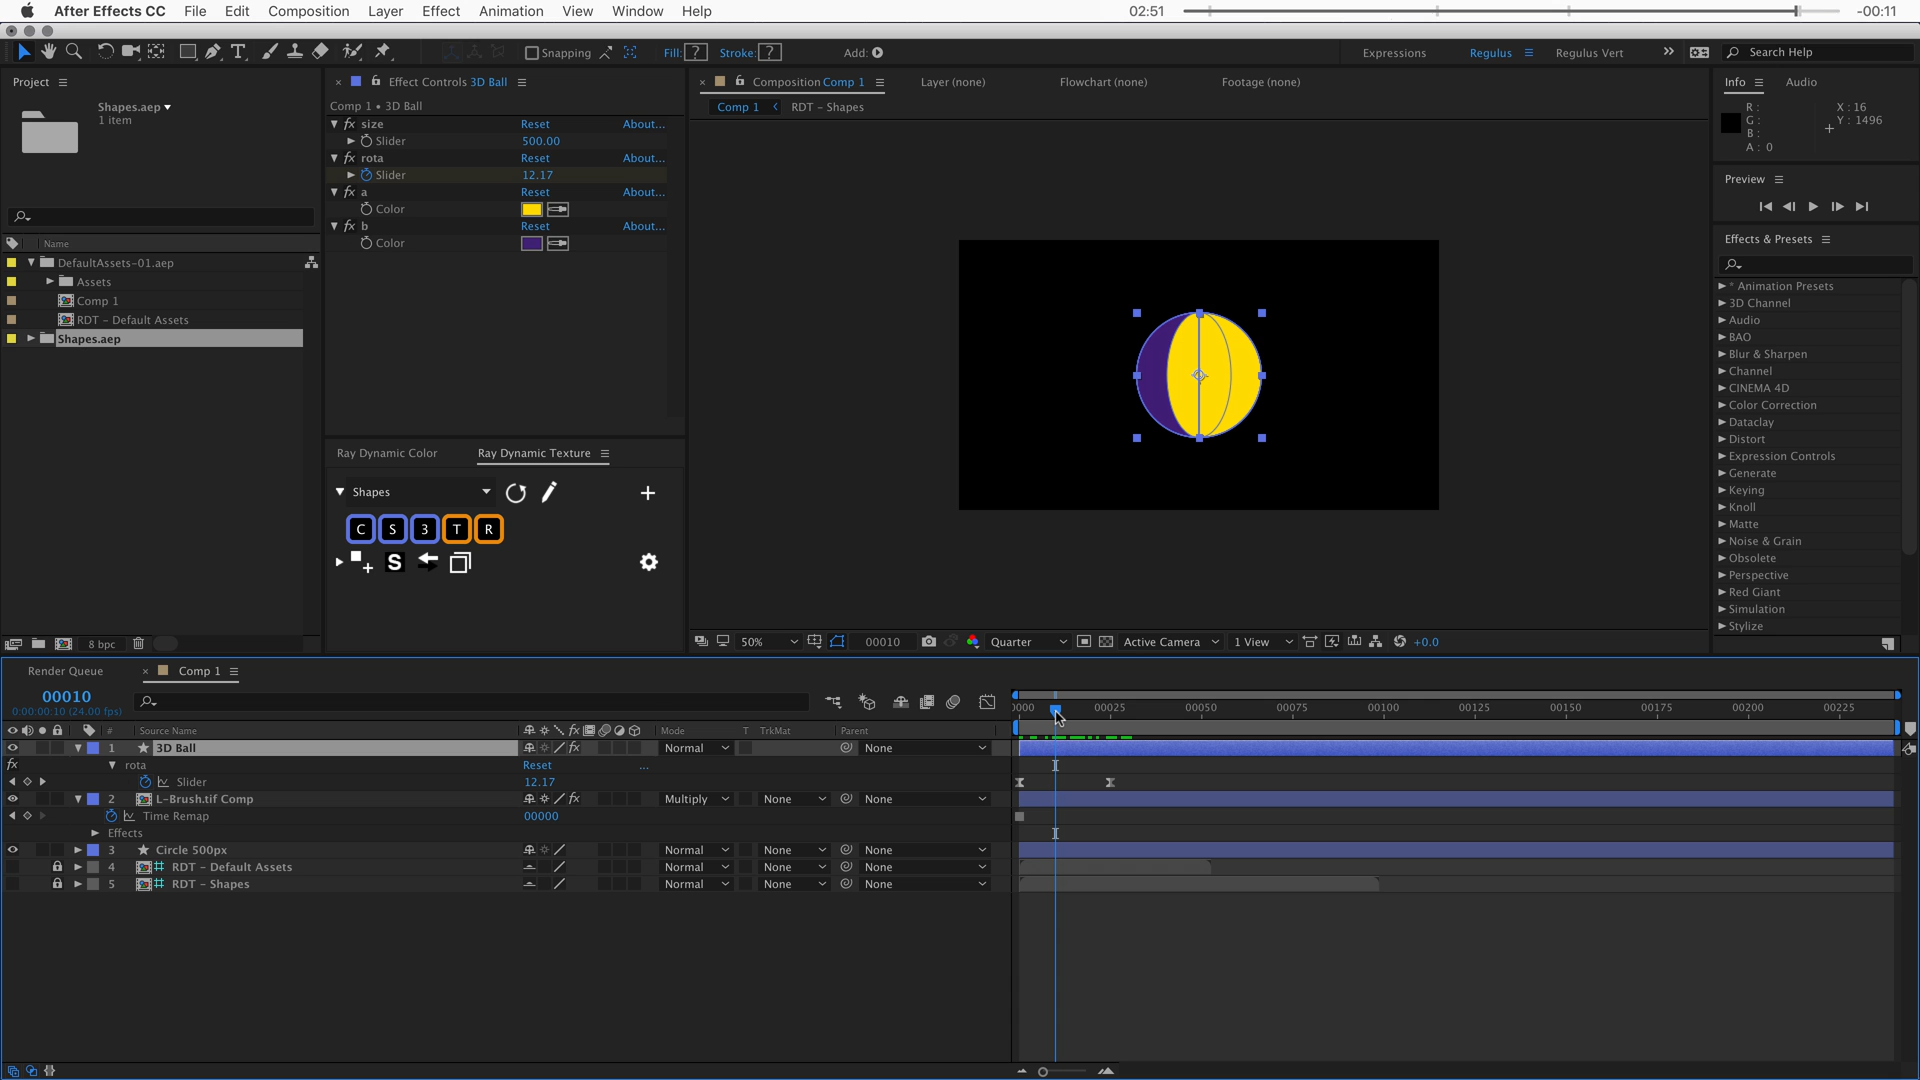 After Effects CC File Edit Composition Layer Effect Animation View Window Help 02:51 -00:11
Snapping Fill: ? Stroke: ? Add: Expressions Regulus Regulus Vert Search Help
Project
Shapes.aep
1 item
Name
DefaultAssets-01.aep
Assets
Comp 1
RDT - Default Assets
Shapes.aep
8 bpc
Effect Controls 3D Ball
Comp 1 • 3D Ball
fx size Reset About...
Slider 500.00
fx rota Reset About...
Slider 12.17
fx a Reset About...
Color
fx b Reset About...
Color
Ray Dynamic Color Ray Dynamic Texture
Shapes
C S 3 T R
S
Composition Comp 1 Layer (none) Flowchart (none) Footage (none)
Comp 1 RDT - Shapes
50% 00010 Quarter Active Camera 1 View +0.0
Info Audio
R: X: 16
G: Y: 1496
B:
A: 0
Preview
Effects & Presets
* Animation Presets
3D Channel
Audio
BAO
Blur & Sharpen
Channel
CINEMA 4D
Color Correction
Dataclay
Distort
Expression Controls
Generate
Keying
Knoll
Matte
Noise & Grain
Obsolete
Perspective
Red Giant
Simulation
Stylize
Render Queue Comp 1
00010
0:00:00:10 (24.00 fps)
0000 00025 00050 00075 00100 00125 00150 00175 00200 00225
# Source Name fx Mode T TrkMat Parent
1 3D Ball fx Normal None
fx rota Reset ...
Slider 12.17
2 L-Brush.tif Comp fx Multiply None None
Time Remap 00000
Effects
3 Circle 500px Normal None None
4 RDT - Default Assets Normal None None
5 RDT - Shapes Normal None None